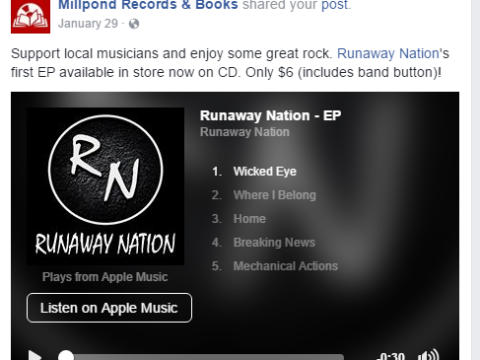 Millpond Records & Books shared your post.
January 29 ·
Support local musicians and enjoy some great rock. Runaway Nation's
first EP available in store now on CD. Only $6 (includes band button)!
Runaway Nation - EP
Runaway Nation
RN
RUNAWAY NATION
1. Wicked Eye
2. Where I Belong
3. Home
4. Breaking News
5. Mechanical Actions
Plays from Apple Music
Listen on Apple Music
-0:30